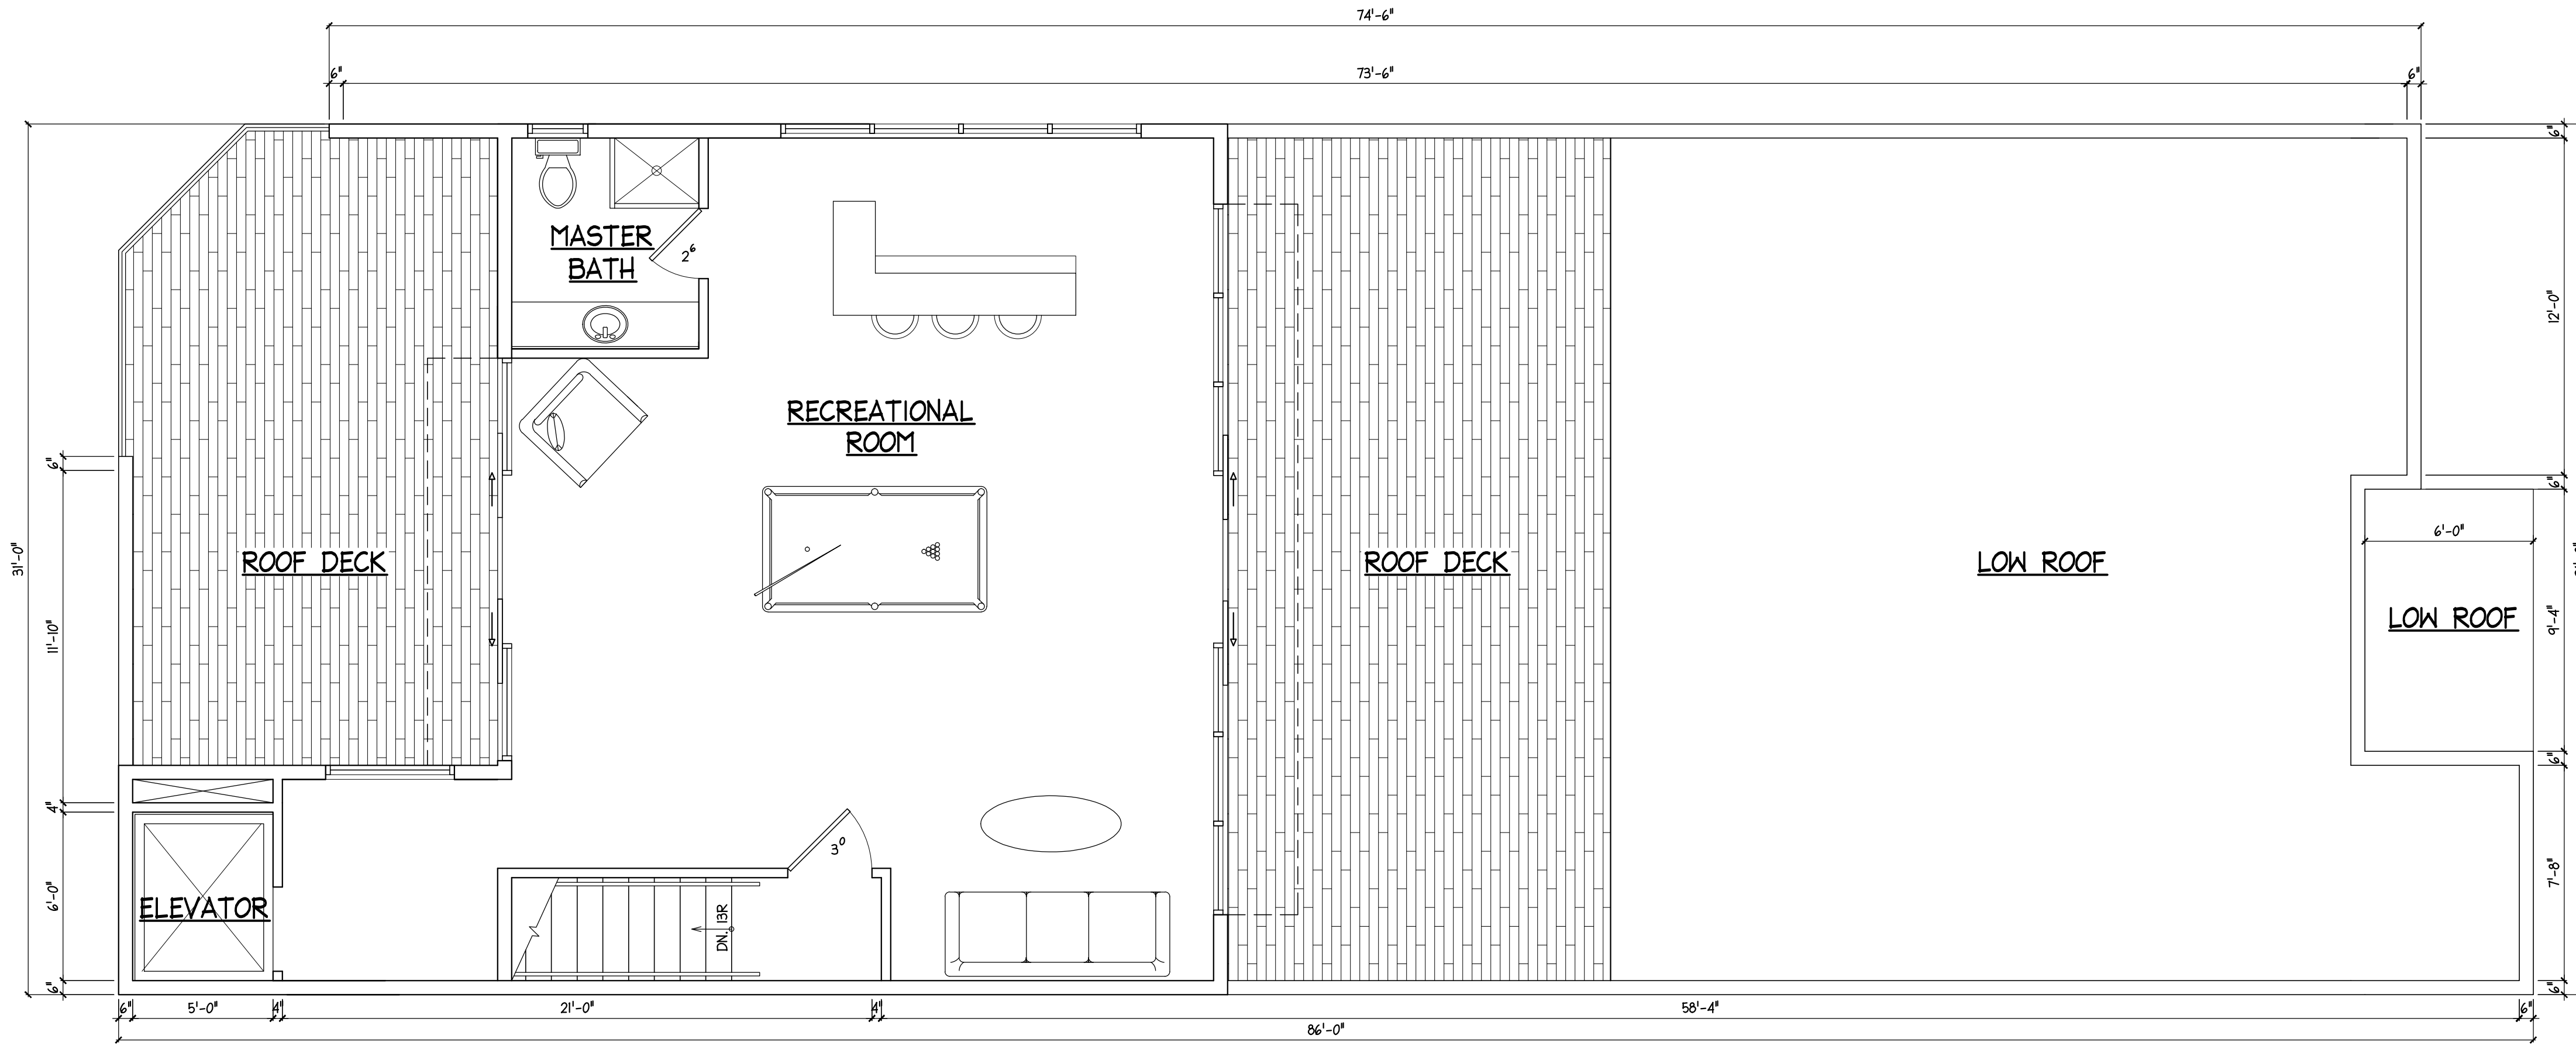 74'-6"
6"
73'-6"
6"
6"
MASTER
BATH
2⁶
12'-0"
RECREATIONAL
ROOM
6"
6"
6'-0"
31'-0"
ROOF DECK
ROOF DECK
LOW ROOF
LOW ROOF
11'-10"
9'-4"
6"
4"
3⁰
7'-8"
6'-0"
ELEVATOR
DN. 13R
6"
6"
6"
5'-0"
4"
21'-0"
4"
58'-4"
6"
86'-0"